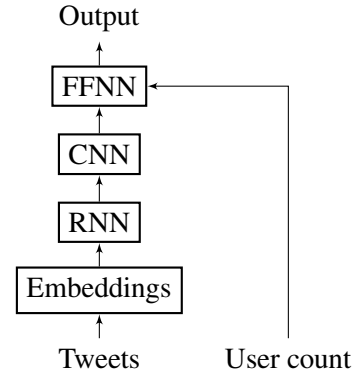 Output
FFNN
CNN
RNN
Embeddings
Tweets
User count